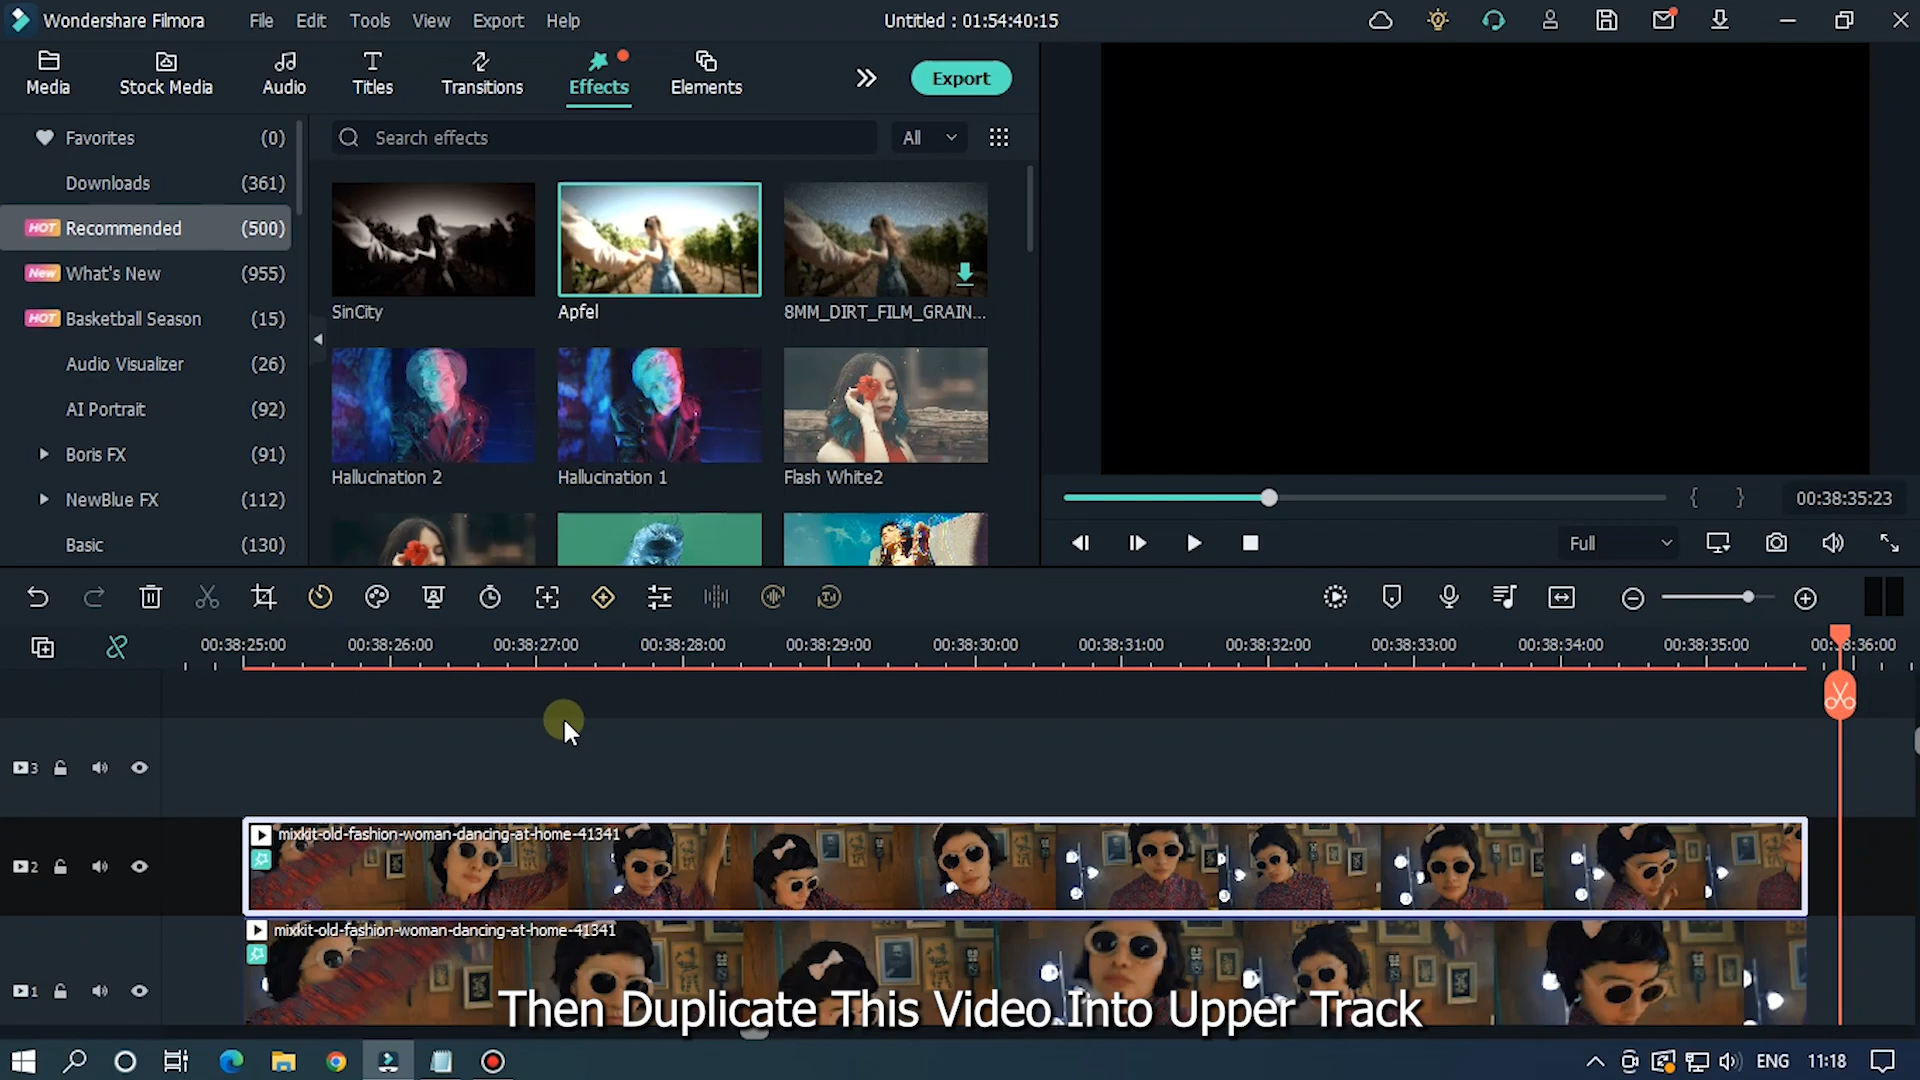 Wondershare Filmora
File
Edit
Tools
View
Export
Help
Untitled : 01:54:40:15
Media
Stock Media
Audio
Titles
Transitions
Effects
Elements
Export
Favorites (0)
Downloads (361)
HOT Recommended (500)
New What's New (955)
HOT Basketball Season (15)
Audio Visualizer (26)
AI Portrait (92)
Boris FX (91)
NewBlue FX (112)
Basic (130)
Search effects
All
SinCity
Apfel
8MM_DIRT_FILM_GRAIN...
Hallucination 2
Hallucination 1
Flash White2
{ }
00:38:35:23
Full
00:38:25:00
00:38:26:00
00:38:27:00
00:38:28:00
00:38:29:00
00:38:30:00
00:38:31:00
00:38:32:00
00:38:33:00
00:38:34:00
00:38:35:00
00:38:36:00
3
2
mixkit-old-fashion-woman-dancing-at-home-41341
1
mixkit-old-fashion-woman-dancing-at-home-41341
Then Duplicate This Video Into Upper Track
ENG
11:18